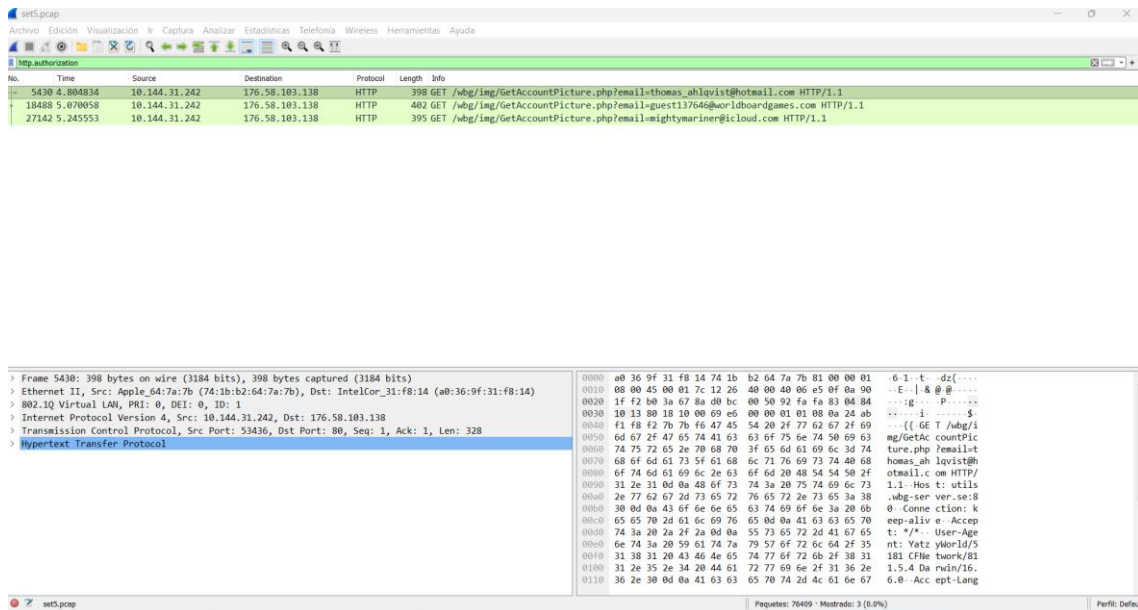 set5.pcap
Archivo Edición Visualización Ir Captura Analizar Estadísticas Telefonía Wireless Herramientas Ayuda
http.authorization
No. Time Source Destination Protocol Length Info
5430 4.804834 10.144.31.242 176.58.103.138 HTTP 398 GET /wbg/img/GetAccountPicture.php?email=thomas_ahlqvist@hotmail.com HTTP/1.1
18488 5.070058 10.144.31.242 176.58.103.138 HTTP 402 GET /wbg/img/GetAccountPicture.php?email=guest137646@worldboardgames.com HTTP/1.1
27142 5.245553 10.144.31.242 176.58.103.138 HTTP 395 GET /wbg/img/GetAccountPicture.php?email=mightymariner@icloud.com HTTP/1.1
> Frame 5430: 398 bytes on wire (3184 bits), 398 bytes captured (3184 bits)
> Ethernet II, Src: Apple_64:7a:7b (74:1b:b2:64:7a:7b), Dst: IntelCor_31:f8:14 (a0:36:9f:31:f8:14)
> 802.1Q Virtual LAN, PRI: 0, DEI: 0, ID: 1
> Internet Protocol Version 4, Src: 10.144.31.242, Dst: 176.58.103.138
> Transmission Control Protocol, Src Port: 53436, Dst Port: 80, Seq: 1, Ack: 1, Len: 328
> Hypertext Transfer Protocol
0000 a0 36 9f 31 f8 14 74 1b b2 64 7a 7b 81 00 00 01 ·6·1··t· ·dz{····
0010 08 00 45 00 01 7c 12 26 40 00 40 06 e5 0f 0a 90 ··E··|·& @·@·····
0020 1f f2 b0 3a 67 8a d0 bc 00 50 92 fa fa 83 04 84 ···:g··· ·P······
0030 10 13 80 18 10 00 69 e6 00 00 01 01 08 0a 24 ab ······i· ······$·
0040 f1 f8 f2 7b 7b f6 47 45 54 20 2f 77 62 67 2f 69 ···{{·GE T /wbg/i
0050 6d 67 2f 47 65 74 41 63 63 6f 75 6e 74 50 69 63 mg/GetAc countPic
0060 74 75 72 65 2e 70 68 70 3f 65 6d 61 69 6c 3d 74 ture.php ?email=t
0070 68 6f 6d 61 73 5f 61 68 6c 71 76 69 73 74 40 68 homas_ah lqvist@h
0080 6f 74 6d 61 69 6c 2e 63 6f 6d 20 48 54 54 50 2f otmail.c om HTTP/
0090 31 2e 31 0d 0a 48 6f 73 74 3a 20 75 74 69 6c 73 1.1··Hos t: utils
00a0 2e 77 62 67 2d 73 65 72 76 65 72 2e 73 65 3a 38 .wbg-ser ver.se:8
00b0 30 0d 0a 43 6f 6e 6e 65 63 74 69 6f 6e 3a 20 6b 0··Conne ction: k
00c0 65 65 70 2d 61 6c 69 76 65 0d 0a 41 63 63 65 70 eep-aliv e··Accep
00d0 74 3a 20 2a 2f 2a 0d 0a 55 73 65 72 2d 41 67 65 t: */*·· User-Age
00e0 6e 74 3a 20 59 61 74 7a 79 57 6f 72 6c 64 2f 35 nt: Yatz yWorld/5
00f0 31 38 31 20 43 46 4e 65 74 77 6f 72 6b 2f 38 31 181 CFNe twork/81
0100 31 2e 35 2e 34 20 44 61 72 77 69 6e 2f 31 36 2e 1.5.4 Da rwin/16.
0110 36 2e 30 0d 0a 41 63 63 65 70 74 2d 4c 61 6e 67 6.0··Acc ept-Lang
set5.pcap Paquetes: 76409 · Mostrado: 3 (0.0%) Perfil: Defau